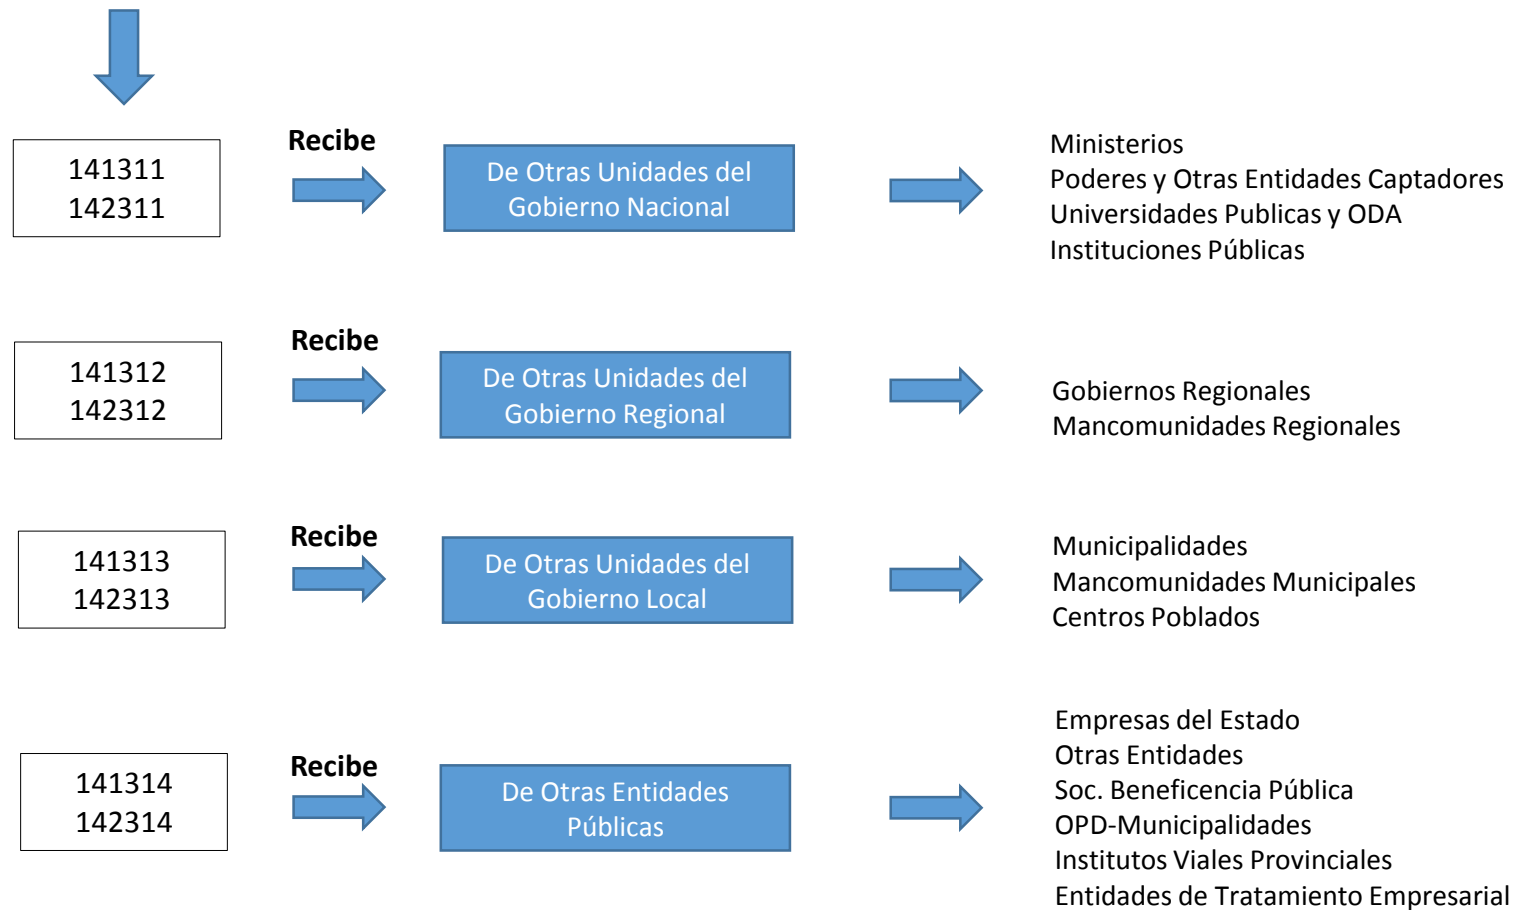 141311
142311
Recibe
De Otras Unidades del
Gobierno Nacional
Ministerios
Poderes y Otras Entidades Captadores
Universidades Publicas y ODA
Instituciones Públicas
141312
142312
Recibe
De Otras Unidades del
Gobierno Regional
Gobiernos Regionales
Mancomunidades Regionales
141313
142313
Recibe
De Otras Unidades del
Gobierno Local
Municipalidades
Mancomunidades Municipales
Centros Poblados
141314
142314
Recibe
De Otras Entidades
Públicas
Empresas del Estado
Otras Entidades
Soc. Beneficencia Pública
OPD-Municipalidades
Institutos Viales Provinciales
Entidades de Tratamiento Empresarial